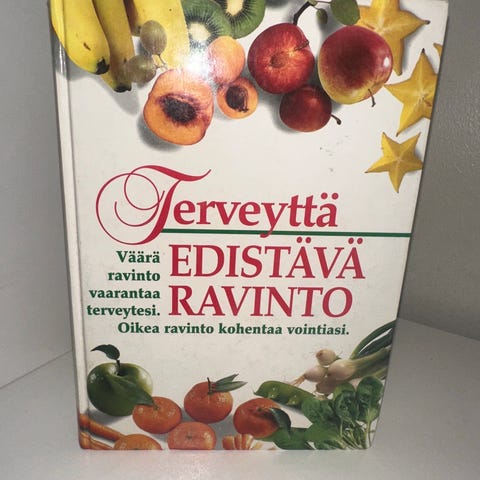 Terveyttä
EDISTÄVÄ
RAVINTO
Väärä
ravinto
vaarantaa
terveytesi.
Oikea ravinto kohentaa vointiasi.